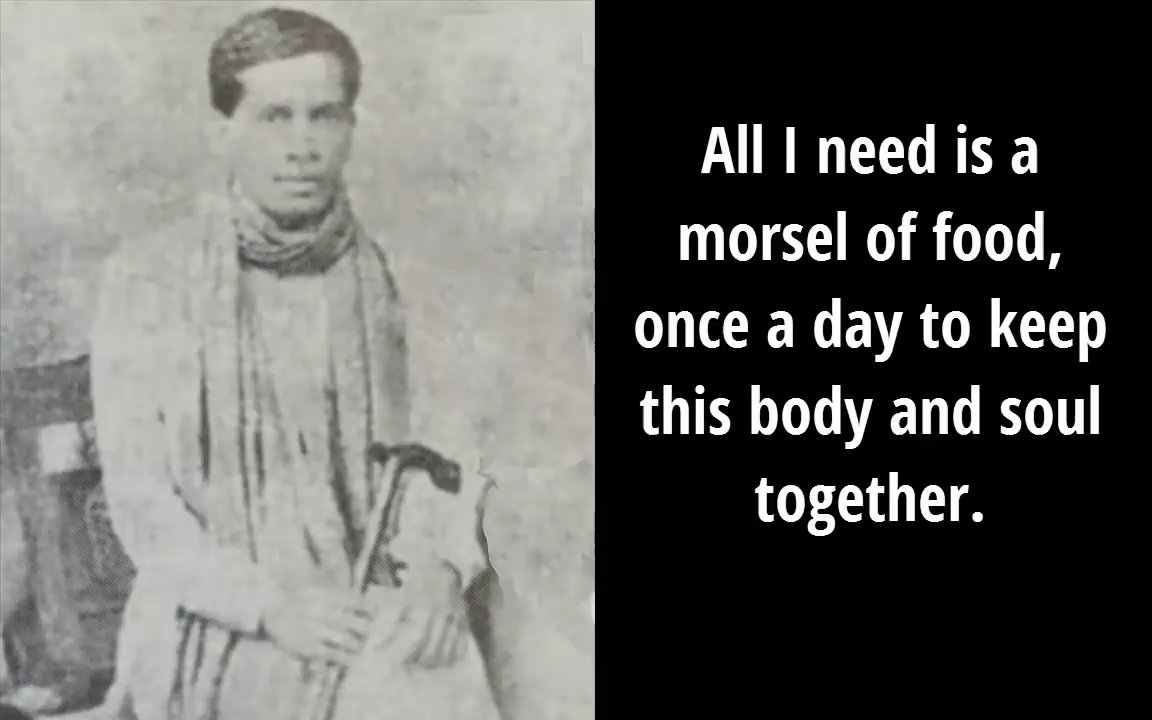 All I need is a
morsel of food,
once a day to keep
this body and soul
together.